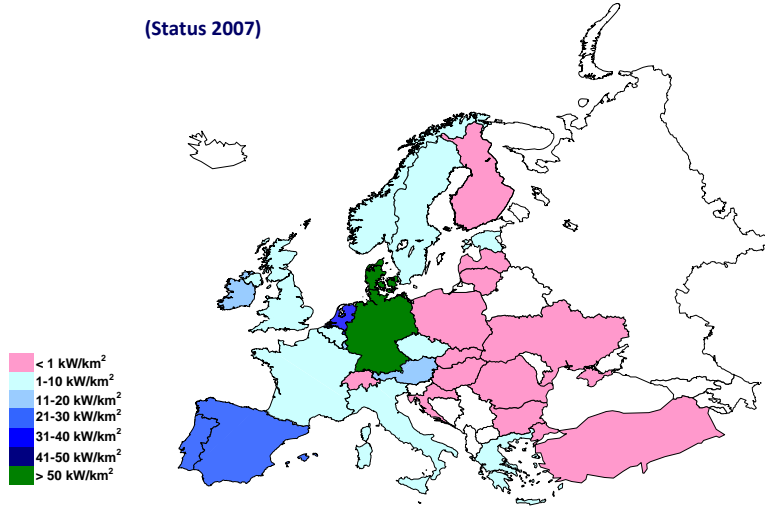 (Status 2007)
< 1 kW/km²
1-10 kW/km²
11-20 kW/km²
21-30 kW/km²
31-40 kW/km²
41-50 kW/km²
> 50 kW/km²